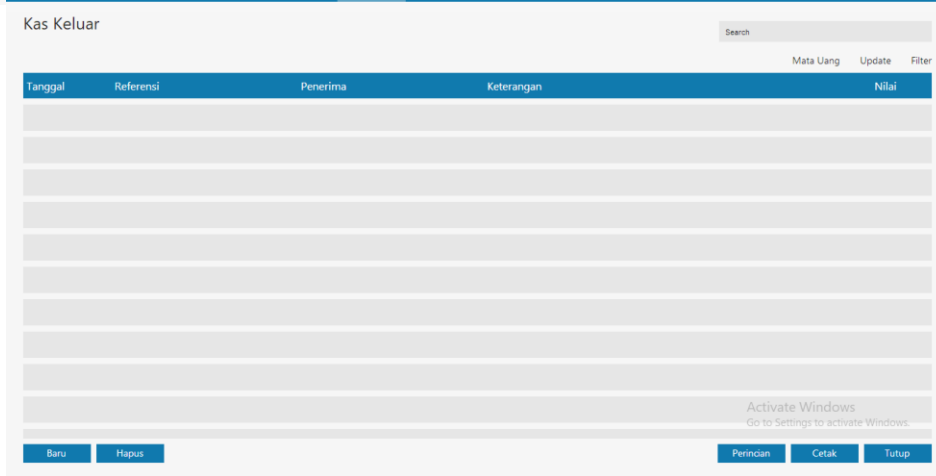 Kas Keluar
Search
Mata Uang Update Filter
Tanggal Referensi Penerima Keterangan Nilai
Activate Windows
Go to Settings to activate Windows.
Baru Hapus Perincian Cetak Tutup